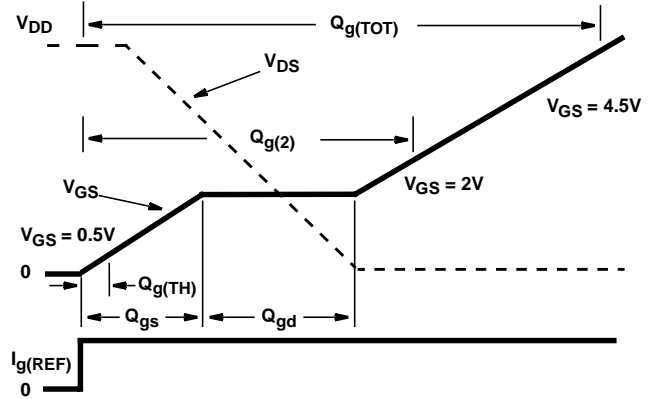 V_DD
Q_g(TOT)
V_DS
V_GS = 4.5V
Q_g(2)
V_GS
V_GS = 2V
V_GS = 0.5V
0
Q_g(TH)
Q_gs
Q_gd
I_g(REF)
0